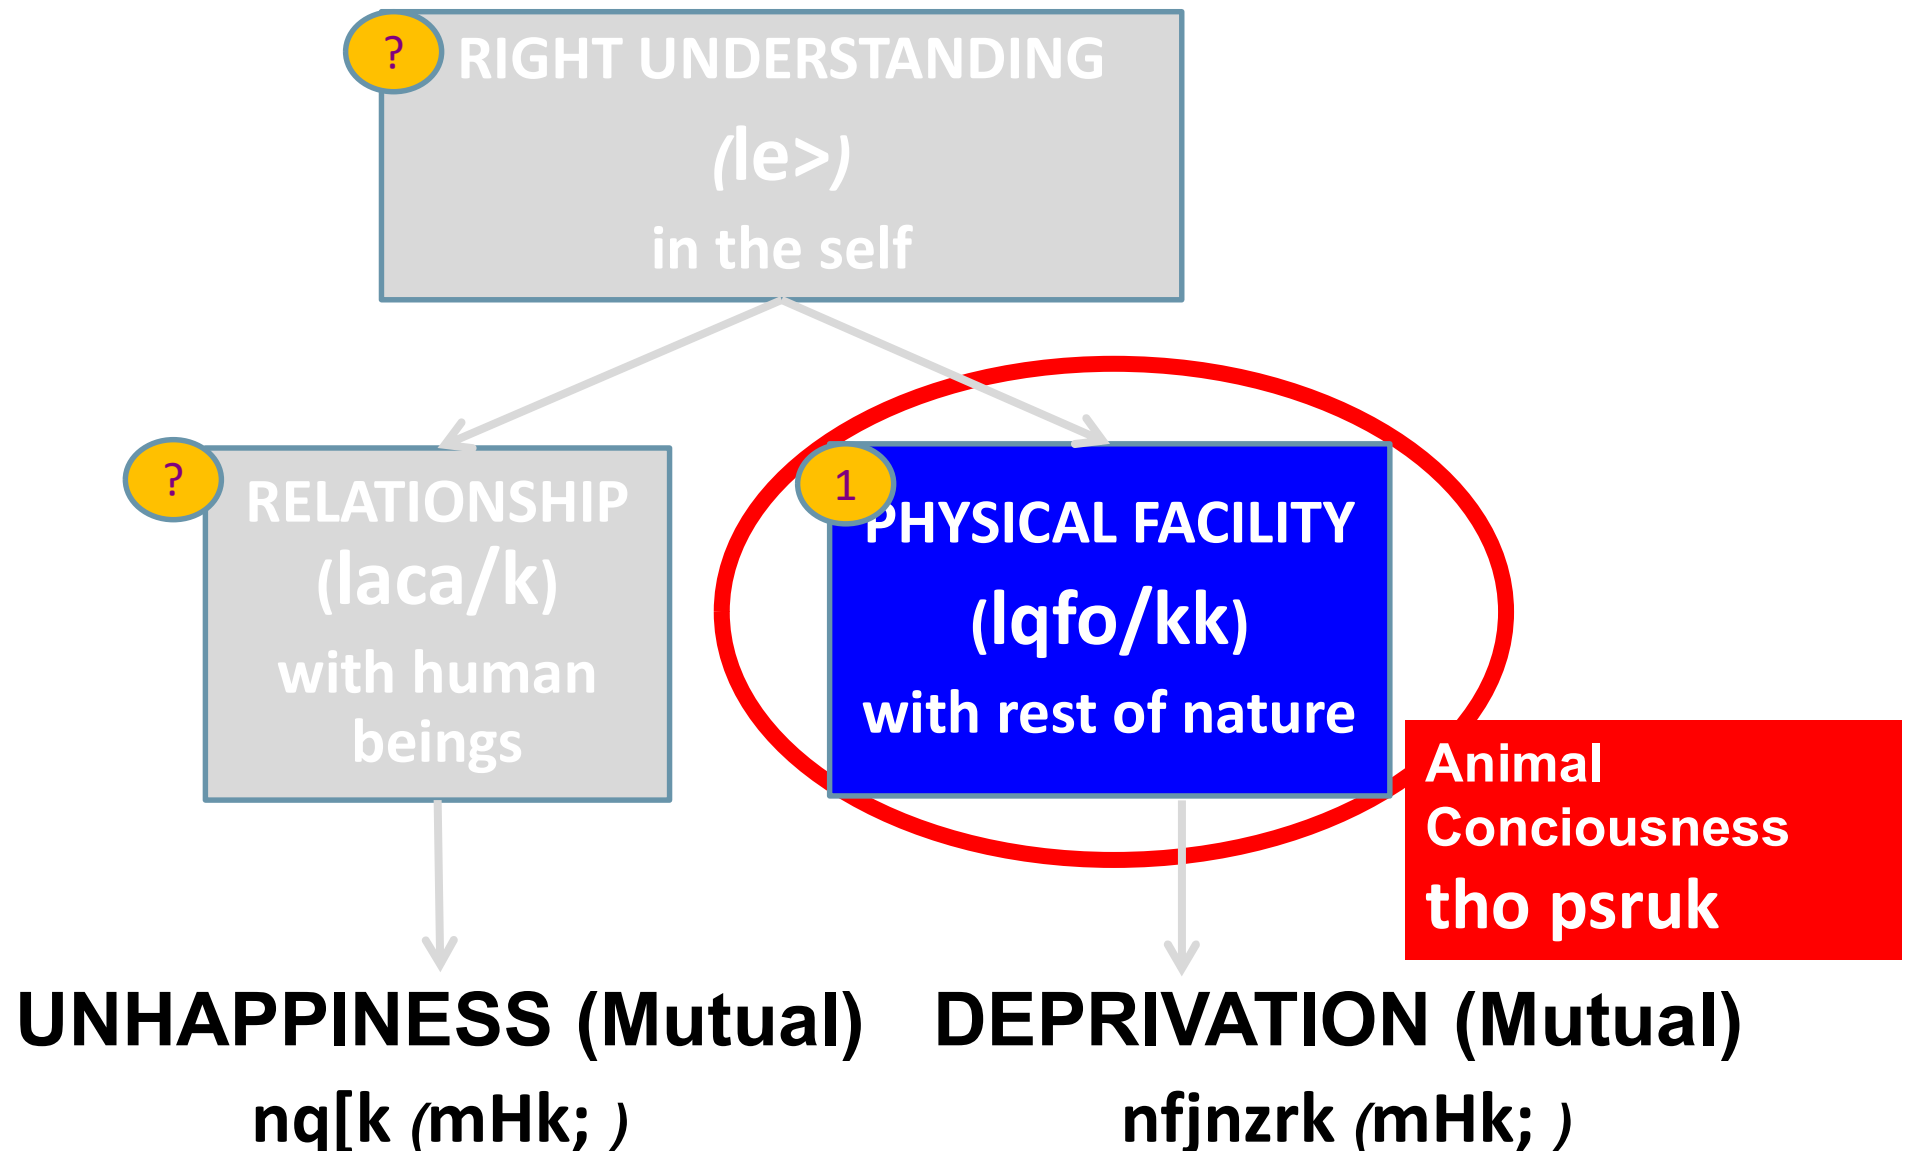 ?
RIGHT UNDERSTANDING
(le>)
in the self
?
RELATIONSHIP
(laca/k)
with human
beings
1
PHYSICAL FACILITY
(lqfo/kk)
with rest of nature
Animal
Conciousness
tho psruk
UNHAPPINESS (Mutual)
nq[k (mHk; )
DEPRIVATION (Mutual)
nfjnzrk (mHk; )